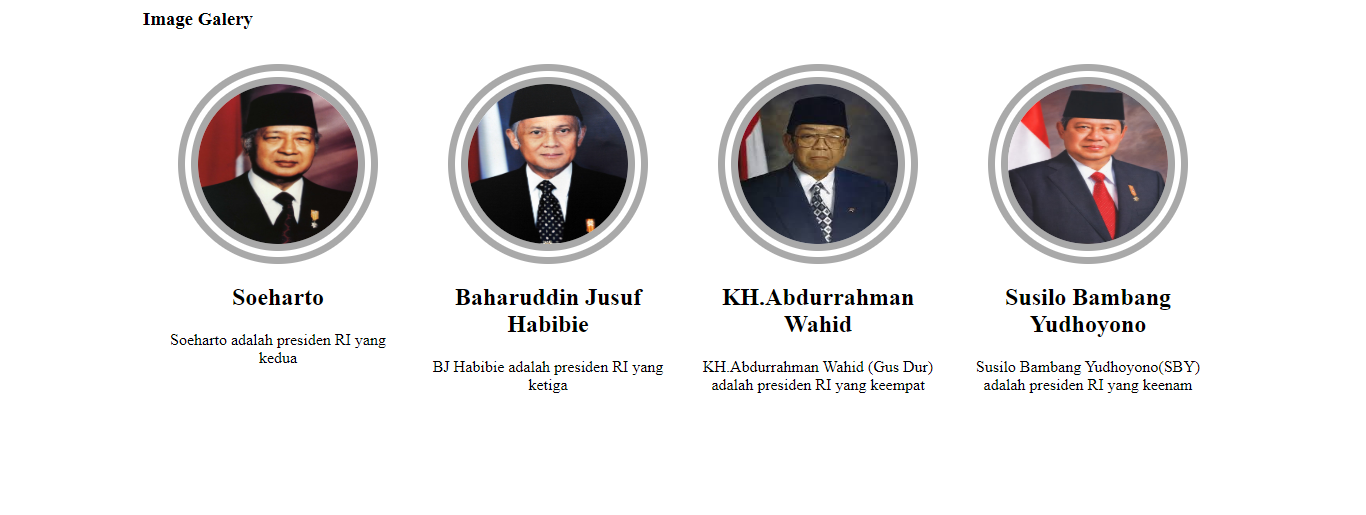 Image Galery
Soeharto
Soeharto adalah presiden RI yang
kedua
Baharuddin Jusuf
Habibie
BJ Habibie adalah presiden RI yang
ketiga
KH.Abdurrahman
Wahid
KH.Abdurrahman Wahid (Gus Dur)
adalah presiden RI yang keempat
Susilo Bambang
Yudhoyono
Susilo Bambang Yudhoyono(SBY)
adalah presiden RI yang keenam